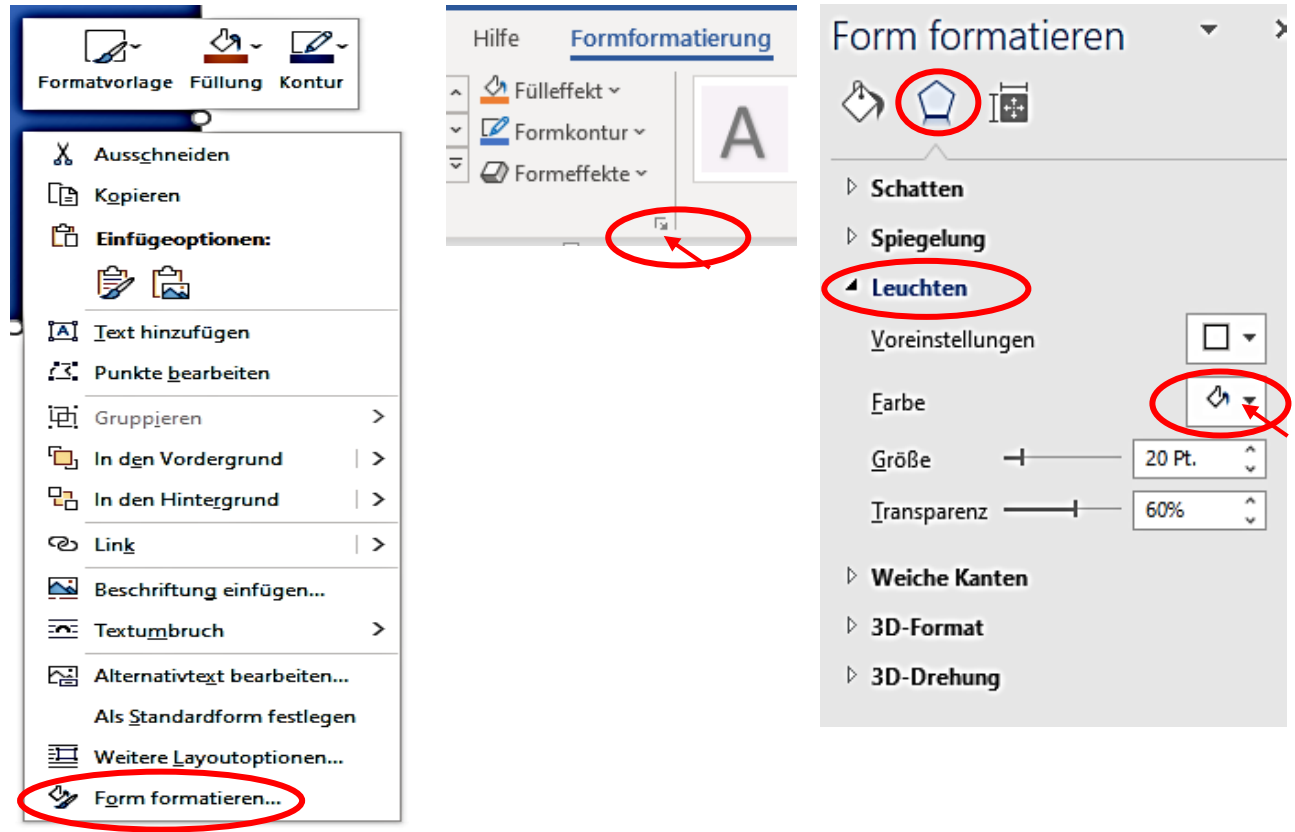 Formatvorlage Füllung Kontur
Ausschneiden
Kopieren
Einfügeoptionen:
Text hinzufügen
Punkte bearbeiten
Gruppieren
In den Vordergrund
In den Hintergrund
Link
Beschriftung einfügen...
Textumbruch
Alternativtext bearbeiten...
Als Standardform festlegen
Weitere Layoutoptionen...
Form formatieren...
Hilfe Formformatierung
Fülleffekt
Formkontur
Formeffekte
A
Form formatieren
Schatten
Spiegelung
Leuchten
Voreinstellungen
Farbe
Größe 20 Pt.
Transparenz 60%
Weiche Kanten
3D-Format
3D-Drehung